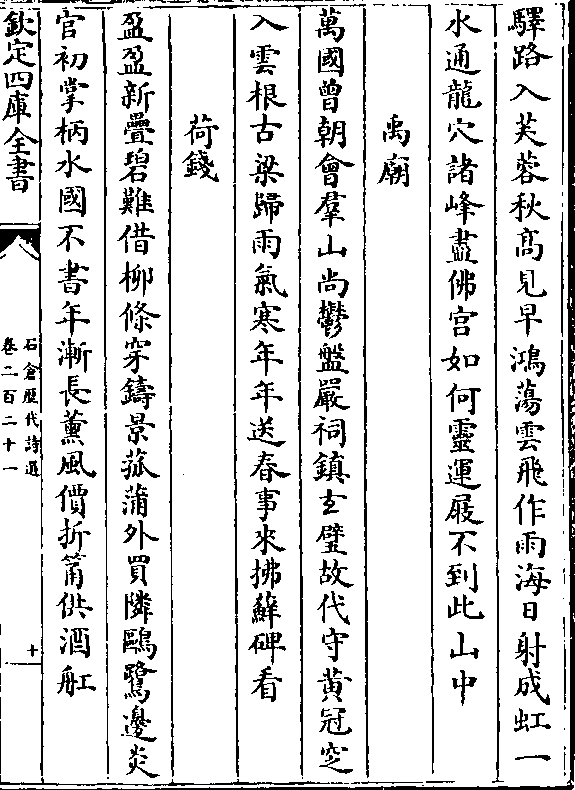 驛路入芙蓉秋髙見早鴻蕩雲飛作雨海日射成虹一
水通龍穴諸峰盡佛宫如何靈運屐不到此山中
禹廟
萬國曾朝會羣山尚鬱盤嚴祠鎮玄璧故代守黄冠穸
入雲根古梁歸雨氣寒年年送春事來拂蘚碑看
荷錢
盈盈新疊碧難借柳條穿鑄景菰蒲外買隣鷗鷺邊炎
官初掌柄水國不書年漸長薰風價折筩供酒舡
欽定四庫全書
石倉歴代詩選
卷二百二十一
十